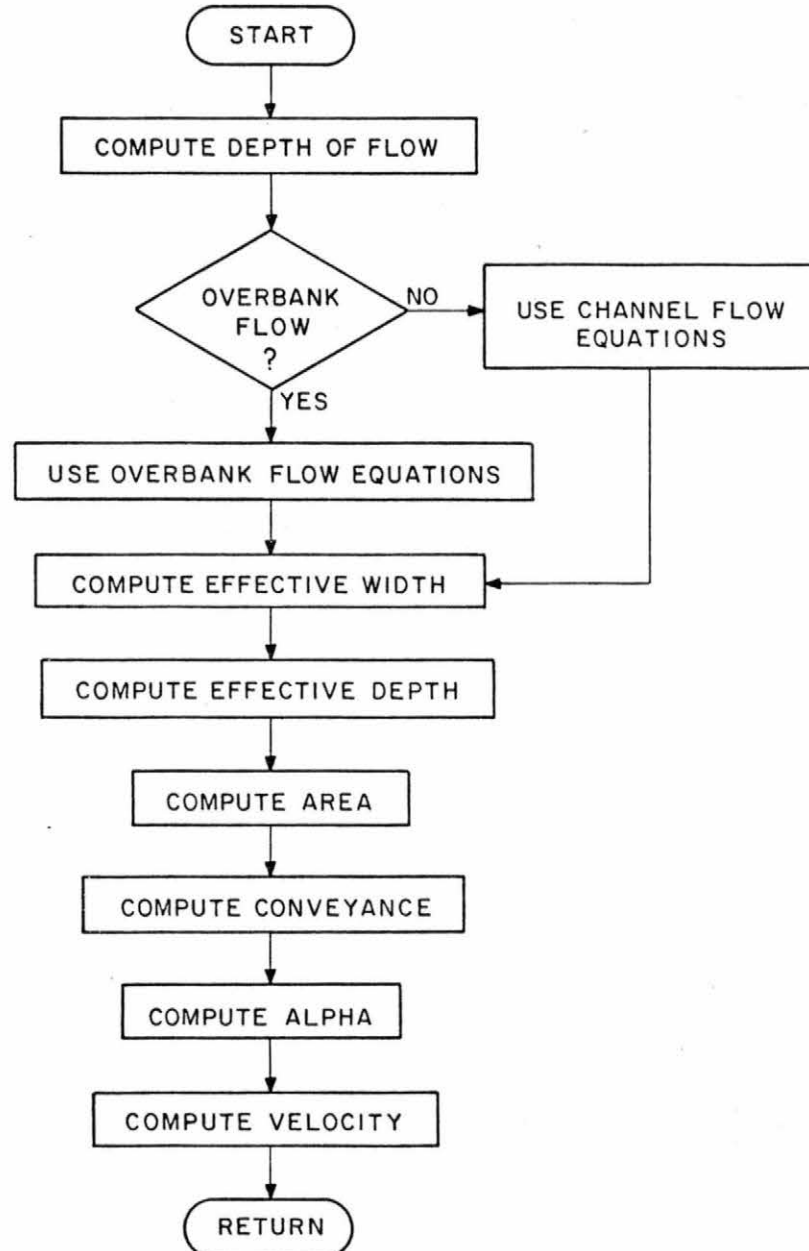 START
COMPUTE DEPTH OF FLOW
OVERBANK
FLOW
?
NO
USE CHANNEL FLOW
EQUATIONS
YES
USE OVERBANK FLOW EQUATIONS
COMPUTE EFFECTIVE WIDTH
COMPUTE EFFECTIVE DEPTH
COMPUTE AREA
COMPUTE CONVEYANCE
COMPUTE ALPHA
COMPUTE VELOCITY
RETURN